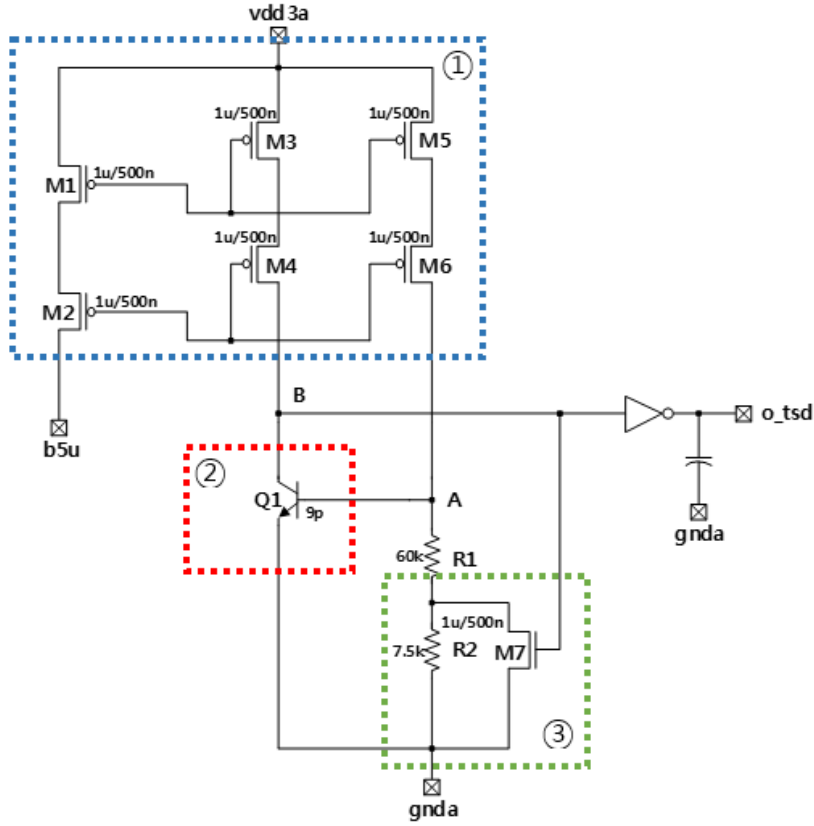 vdd3a
①
1u/500n
M3
1u/500n
M5
M1
1u/500n
1u/500n
M4
1u/500n
M6
M2
1u/500n
B
b5u
o_tsd
②
Q1
9p
A
gnda
60k
R1
1u/500n
7.5k
R2
M7
③
gnda